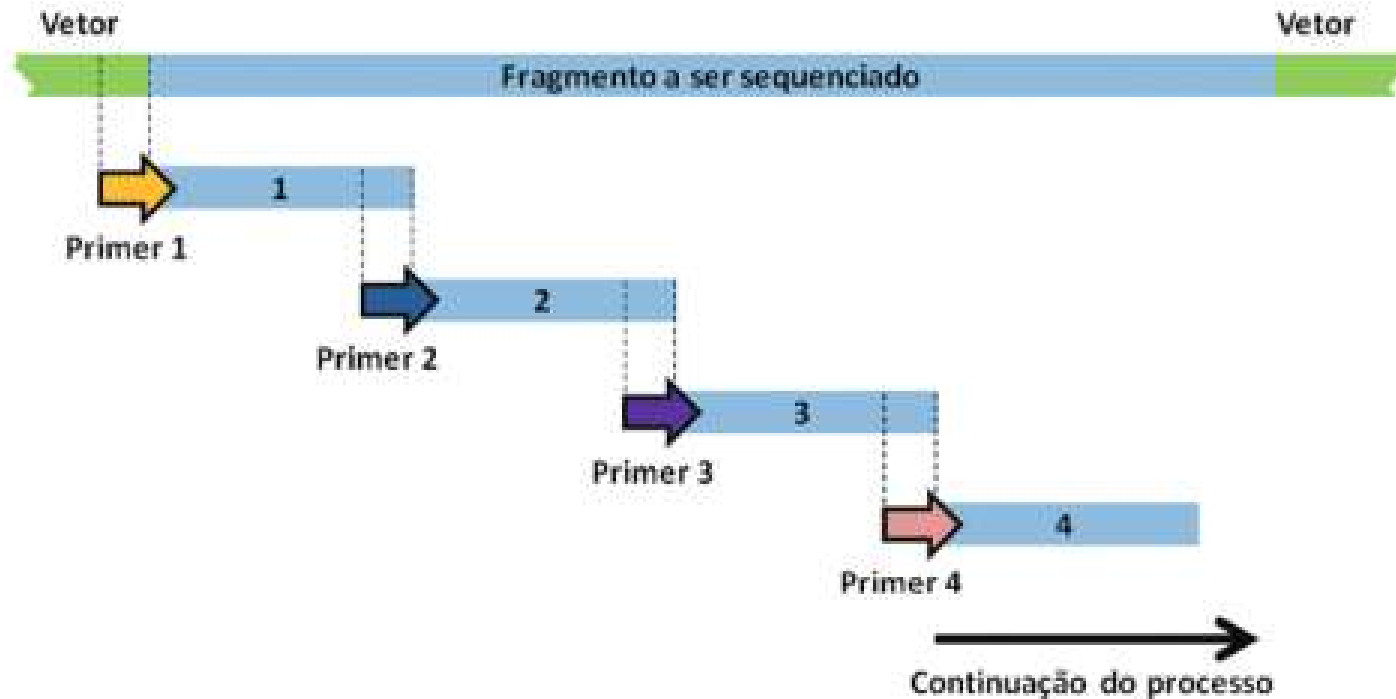 Vetor
Vetor
Fragmento a ser sequenciado
1
Primer 1
2
Primer 2
3
Primer 3
4
Primer 4
Continuação do processo